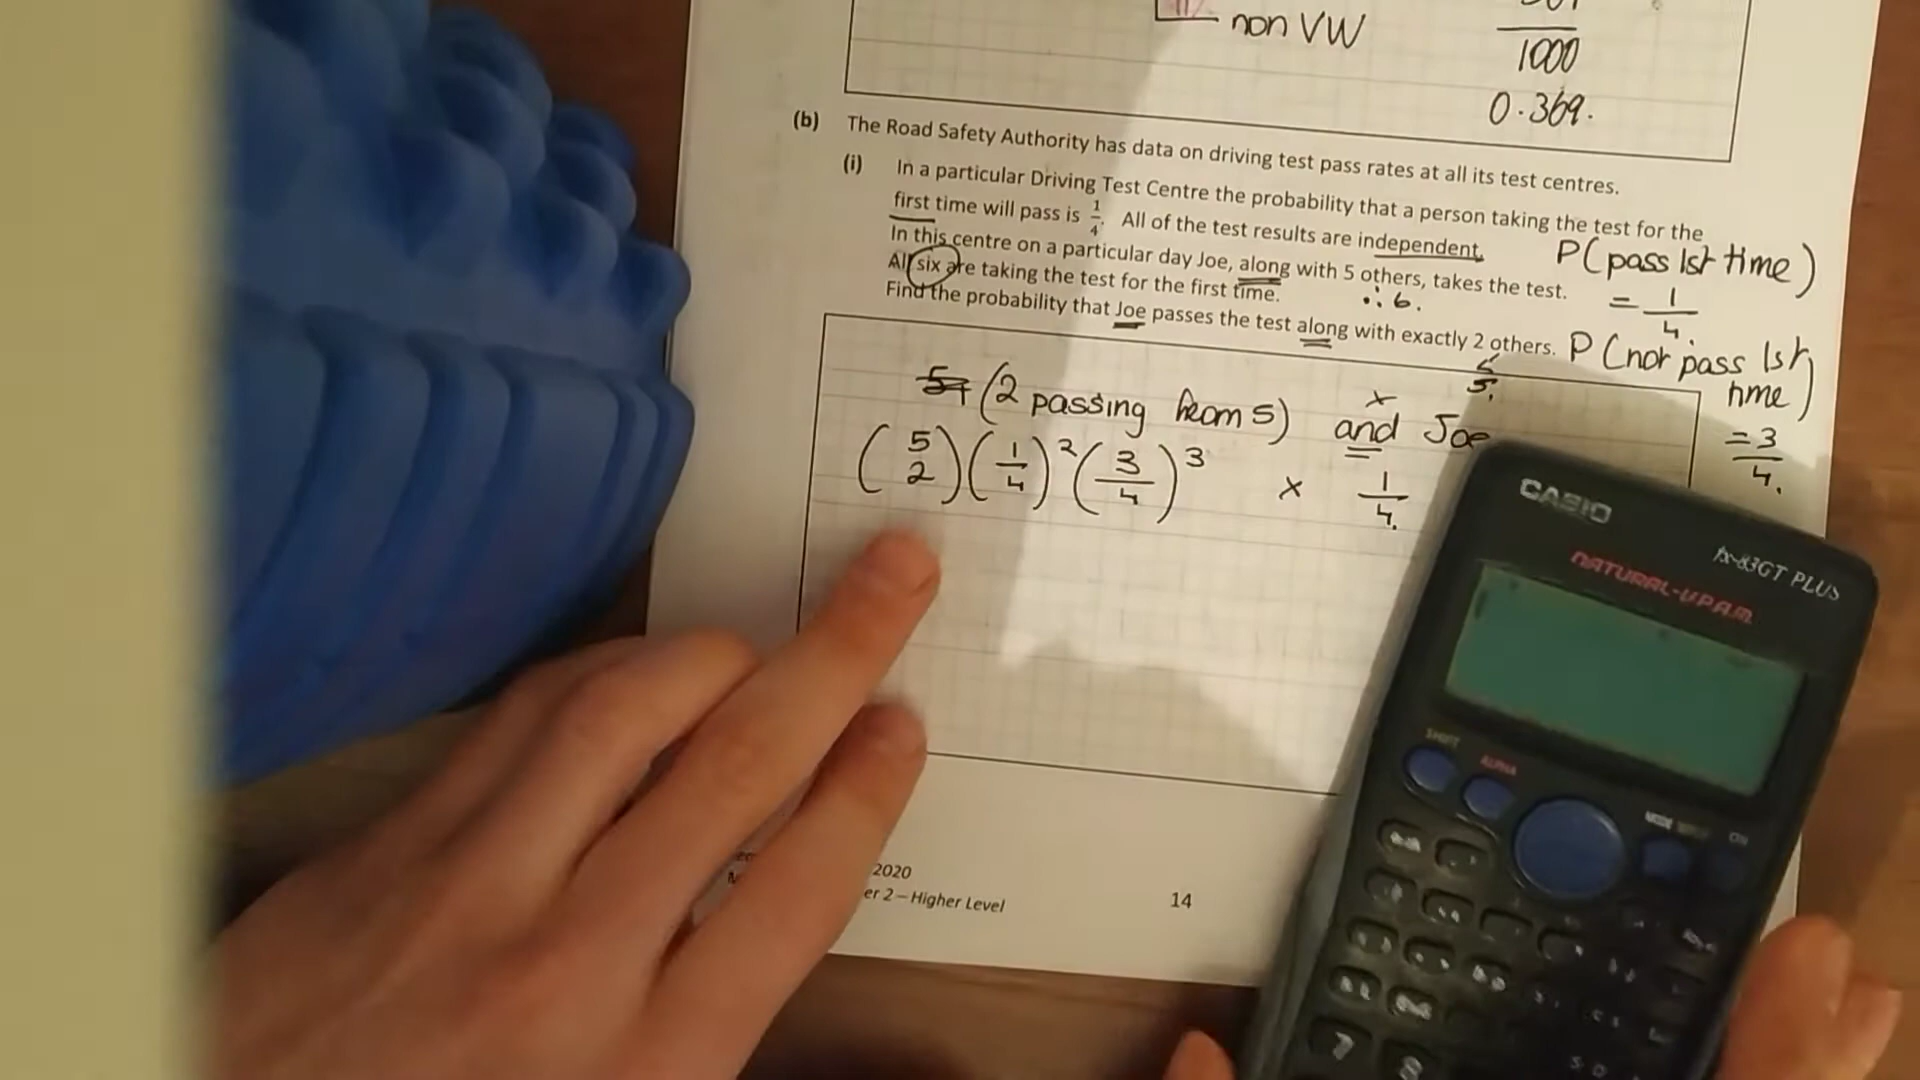 non VW
1000
0.369.
(b) The Road Safety Authority has data on driving test pass rates at all its test centres.
(i) In a particular Driving Test Centre the probability that a person taking the test for the
first time will pass is 1/4. All of the test results are independent.
In this centre on a particular day Joe, along with 5 others, takes the test.
All six are taking the test for the first time.
∴ 6.
Find the probability that Joe passes the test along with exactly 2 others.
5.
P(pass 1st time)
= 1/4.
P(not pass 1st
time)
= 3/4.
(2 passing from 5) × and Joe
(5 2)(1/4)²(3/4)³ × 1/4.
2020
er 2 – Higher Level
14
CASIO
fx-83GT PLUS
NATURAL-V.P.A.M.
SHIFT
ALPHA
ON
7
8